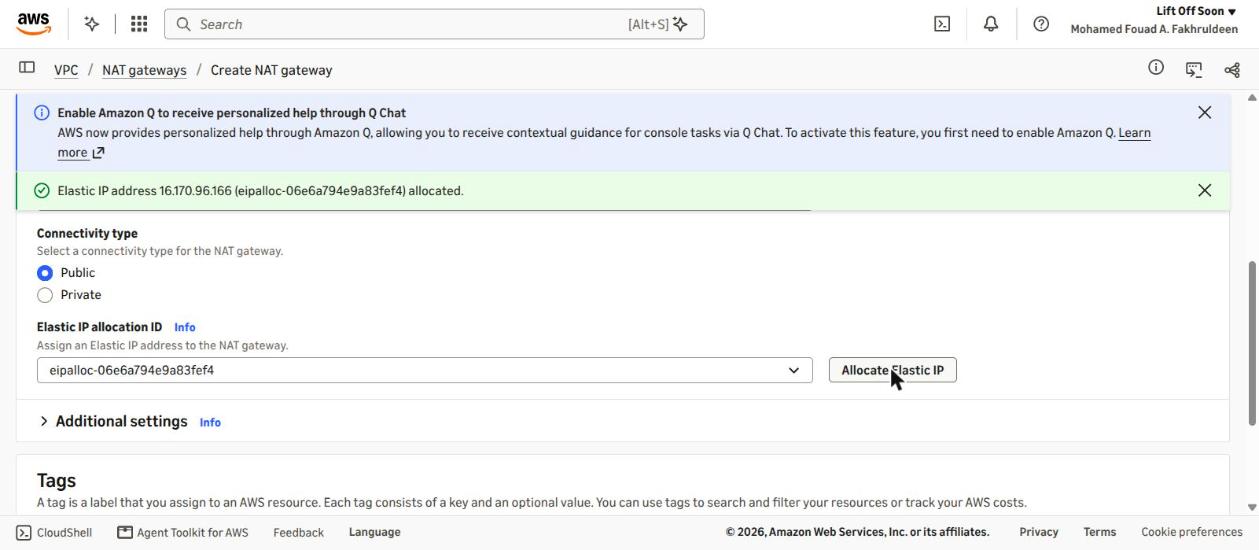 aws
Search [Alt+S]
Lift Off Soon ▼
Mohamed Fouad A. Fakhruldeen
VPC / NAT gateways / Create NAT gateway
Enable Amazon Q to receive personalized help through Q Chat
AWS now provides personalized help through Amazon Q, allowing you to receive contextual guidance for console tasks via Q Chat. To activate this feature, you first need to enable Amazon Q. Learn
more
Elastic IP address 16.170.96.166 (eipalloc-06e6a794e9a83fef4) allocated.
Connectivity type
Select a connectivity type for the NAT gateway.
Public
Private
Elastic IP allocation ID Info
Assign an Elastic IP address to the NAT gateway.
eipalloc-06e6a794e9a83fef4 Allocate Elastic IP
Additional settings Info
Tags
A tag is a label that you assign to an AWS resource. Each tag consists of a key and an optional value. You can use tags to search and filter your resources or track your AWS costs.
CloudShell Agent Toolkit for AWS Feedback Language © 2026, Amazon Web Services, Inc. or its affiliates. Privacy Terms Cookie preferences